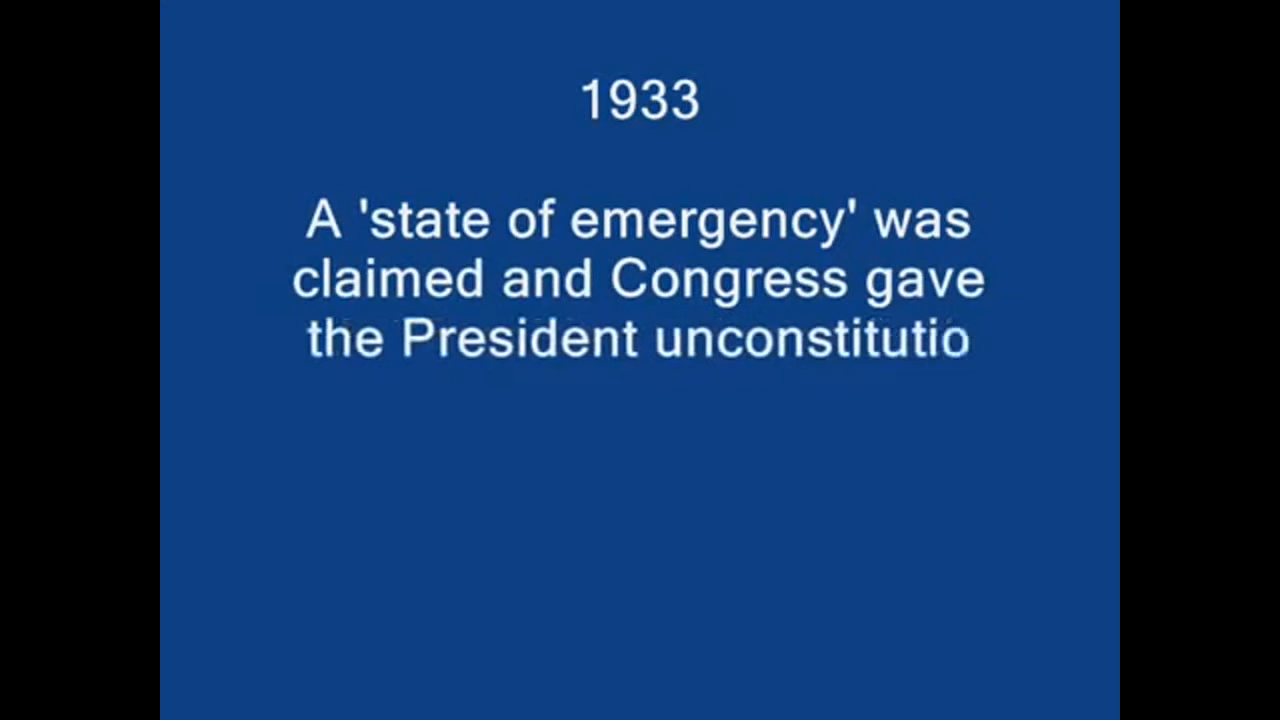 1933
A 'state of emergency' was
claimed and Congress gave
the President unconstitutio